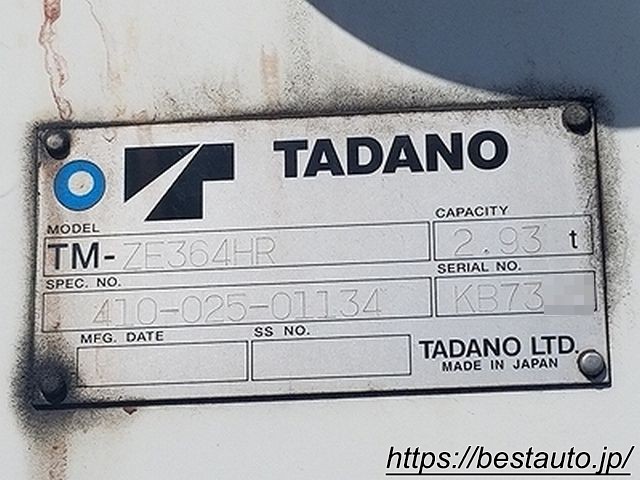 TADANO
MODEL
TM-ZE364HR
CAPACITY
2.93 t
SPEC. NO.
410-025-01134
SERIAL NO.
KB73
MFG. DATE
SS NO.
TADANO LTD.
MADE IN JAPAN
https://bestauto.jp/